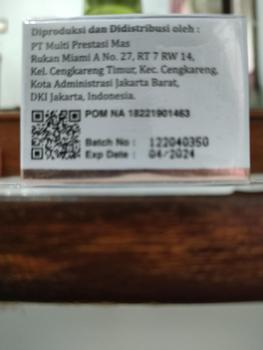 Diproduksi dan Didistribusi oleh :
PT Multi Prestasi Mas
Rukan Miami A No. 27, RT 7 RW 14,
Kel. Cengkareng Timur, Kec. Cengkareng,
Kota Administrasi Jakarta Barat,
DKI Jakarta, Indonesia.
POM NA 18221901463
Batch No : 122040350
Exp Date : 04/2024